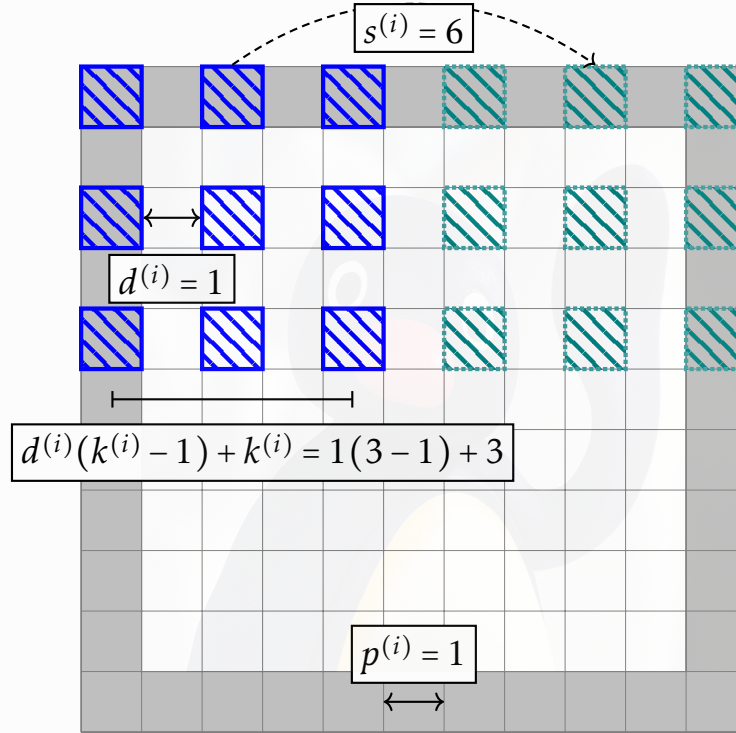 s⁽ⁱ⁾ = 6
d⁽ⁱ⁾ = 1
d⁽ⁱ⁾(k⁽ⁱ⁾ − 1) + k⁽ⁱ⁾ = 1(3 − 1) + 3
p⁽ⁱ⁾ = 1